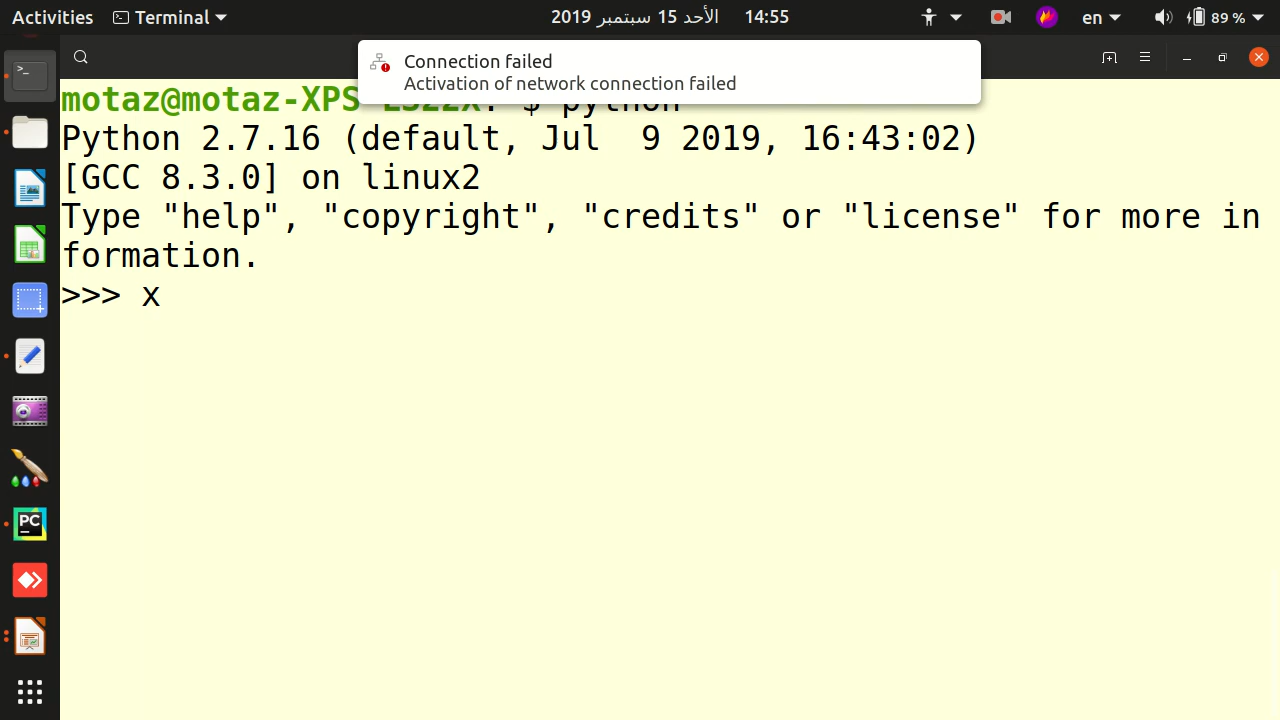 Activities Terminal الأحد 15 سبتمبر 2019 14:55 en 89 %
Connection failed
Activation of network connection failed
motaz@motaz-XPS $ python
Python 2.7.16 (default, Jul  9 2019, 16:43:02)
[GCC 8.3.0] on linux2
Type "help", "copyright", "credits" or "license" for more in
formation.
>>> x
PC